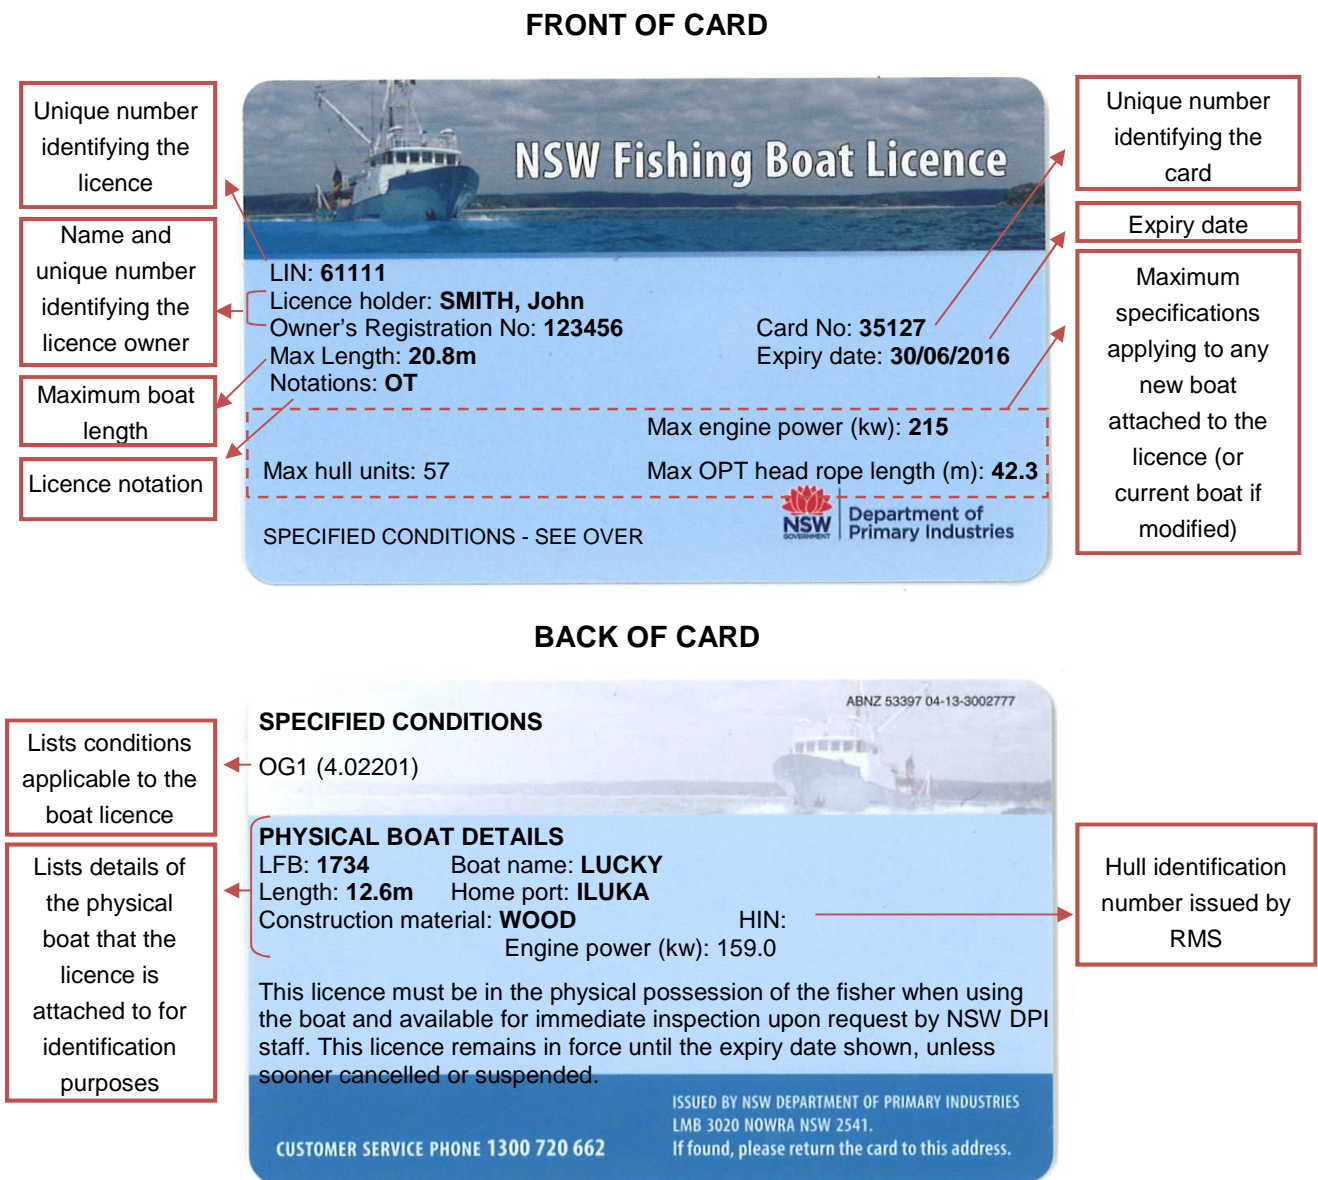 FRONT OF CARD
Unique number
identifying the
licence
Name and
unique number
identifying the
licence owner
Maximum boat
length
Licence notation
NSW Fishing Boat Licence
LIN: 61111
Licence holder: SMITH, John
Owner's Registration No: 123456
Card No: 35127
Max Length: 20.8m
Expiry date: 30/06/2016
Notations: OT
Max engine power (kw): 215
Max hull units: 57
Max OPT head rope length (m): 42.3
SPECIFIED CONDITIONS - SEE OVER
NSW
GOVERNMENT
Department of
Primary Industries
Unique number
identifying the
card
Expiry date
Maximum
specifications
applying to any
new boat
attached to the
licence (or
current boat if
modified)
BACK OF CARD
Lists conditions
applicable to the
boat licence
Lists details of
the physical
boat that the
licence is
attached to for
identification
purposes
ABNZ 53397 04-13-3002777
SPECIFIED CONDITIONS
OG1 (4.02201)
PHYSICAL BOAT DETAILS
LFB: 1734 Boat name: LUCKY
Length: 12.6m Home port: ILUKA
Construction material: WOOD HIN:
Engine power (kw): 159.0
This licence must be in the physical possession of the fisher when using
the boat and available for immediate inspection upon request by NSW DPI
staff. This licence remains in force until the expiry date shown, unless
sooner cancelled or suspended.
CUSTOMER SERVICE PHONE 1300 720 662
ISSUED BY NSW DEPARTMENT OF PRIMARY INDUSTRIES
LMB 3020 NOWRA NSW 2541.
If found, please return the card to this address.
Hull identification
number issued by
RMS